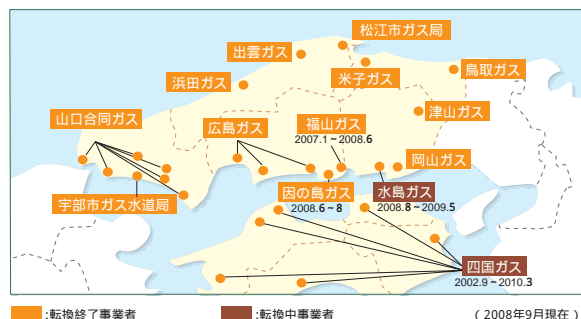 松江市ガス局
出雲ガス
鳥取ガス
米子ガス
浜田ガス
津山ガス
山口合同ガス
広島ガス
福山ガス
2007.1~2008.6
岡山ガス
因の島ガス
2008.6~8
水島ガス
2008.8~2009.5
宇部市ガス水道局
四国ガス
2002.9~2010.3
:転換終了事業者
:転換中事業者
(2008年9月現在)